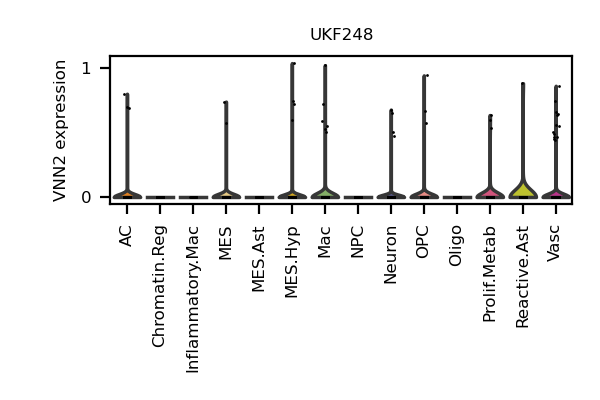 UKF248
VNN2 expression
1
0
AC
Chromatin.Reg
Inflammatory.Mac
MES
MES.Ast
MES.Hyp
Mac
NPC
Neuron
OPC
Oligo
Prolif.Metab
Reactive.Ast
Vasc